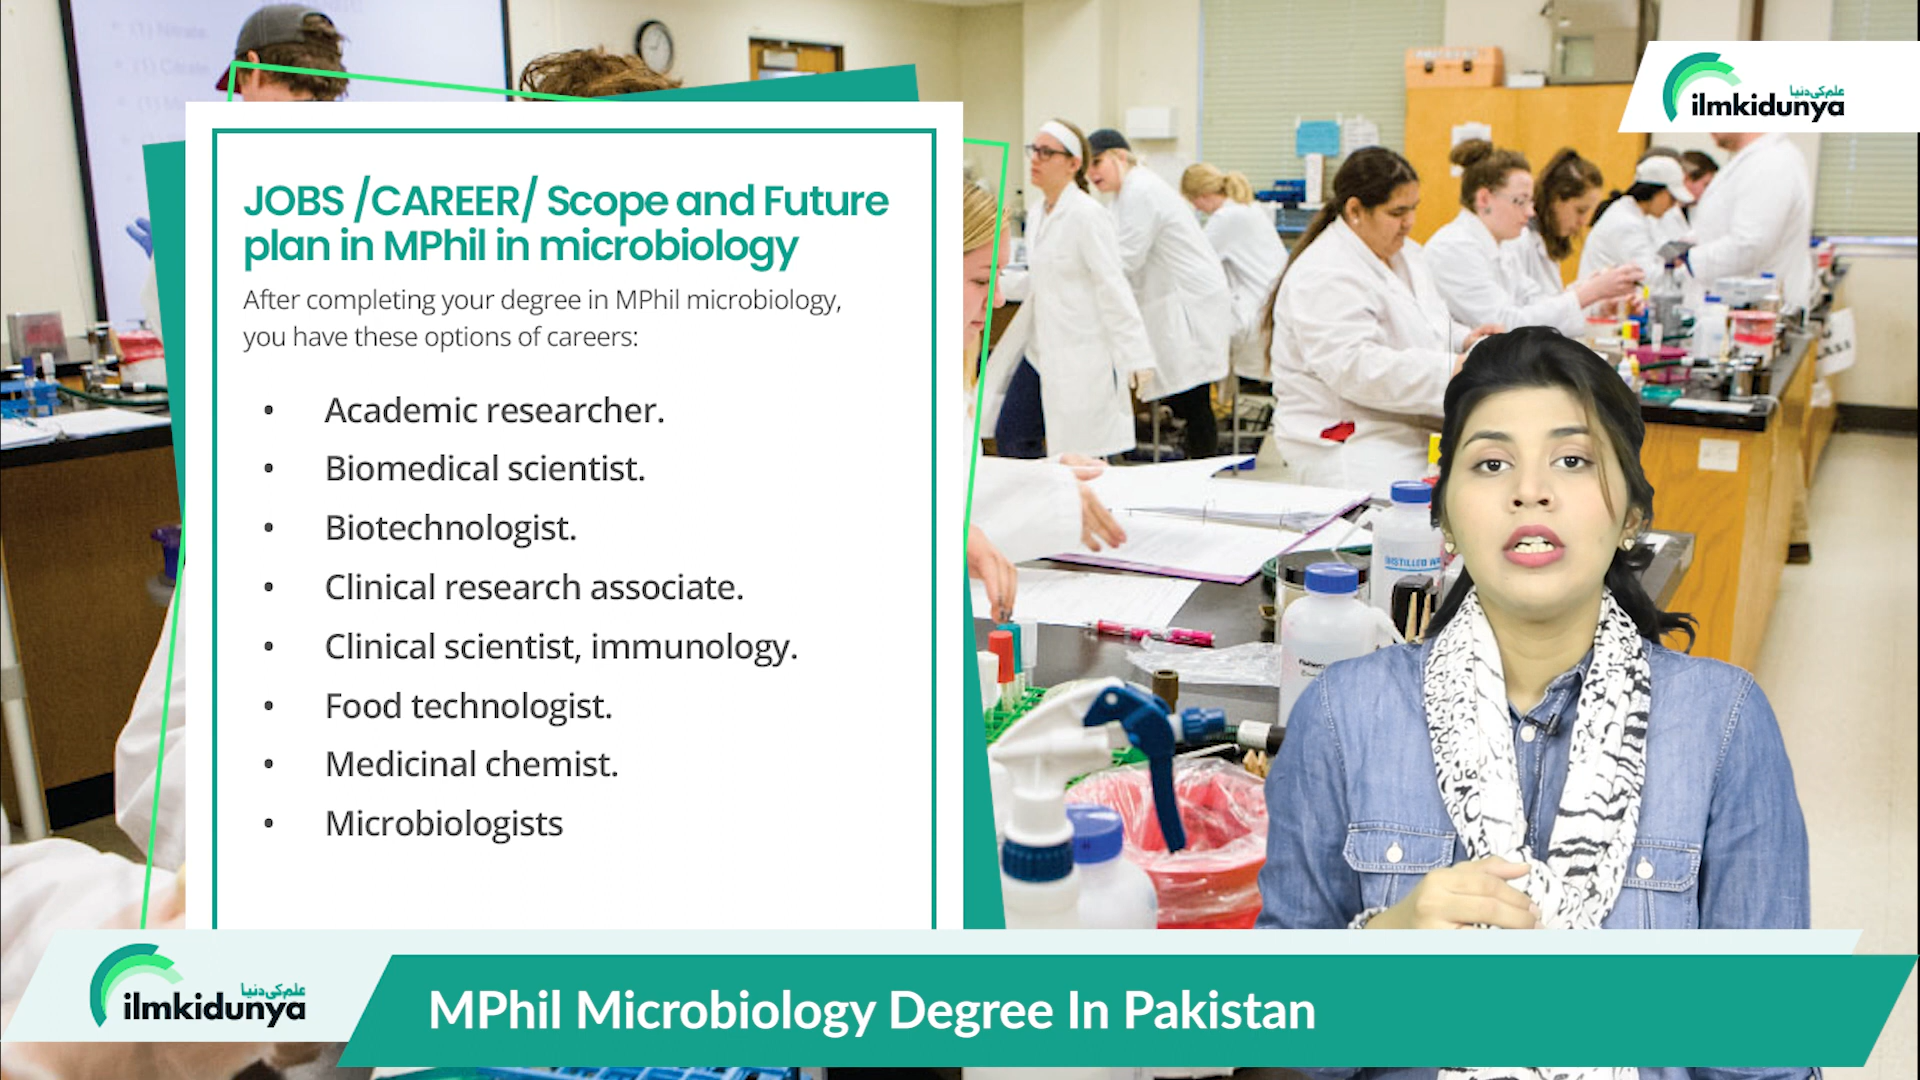 علم کی دنیا
ilmkidunya
JOBS /CAREER/ Scope and Future
plan in MPhil in microbiology
After completing your degree in MPhil microbiology,
you have these options of careers:
• Academic researcher.
• Biomedical scientist.
• Biotechnologist.
• Clinical research associate.
• Clinical scientist, immunology.
• Food technologist.
• Medicinal chemist.
• Microbiologists
DISTILLED
علم کی دنیا
ilmkidunya
MPhil Microbiology Degree In Pakistan